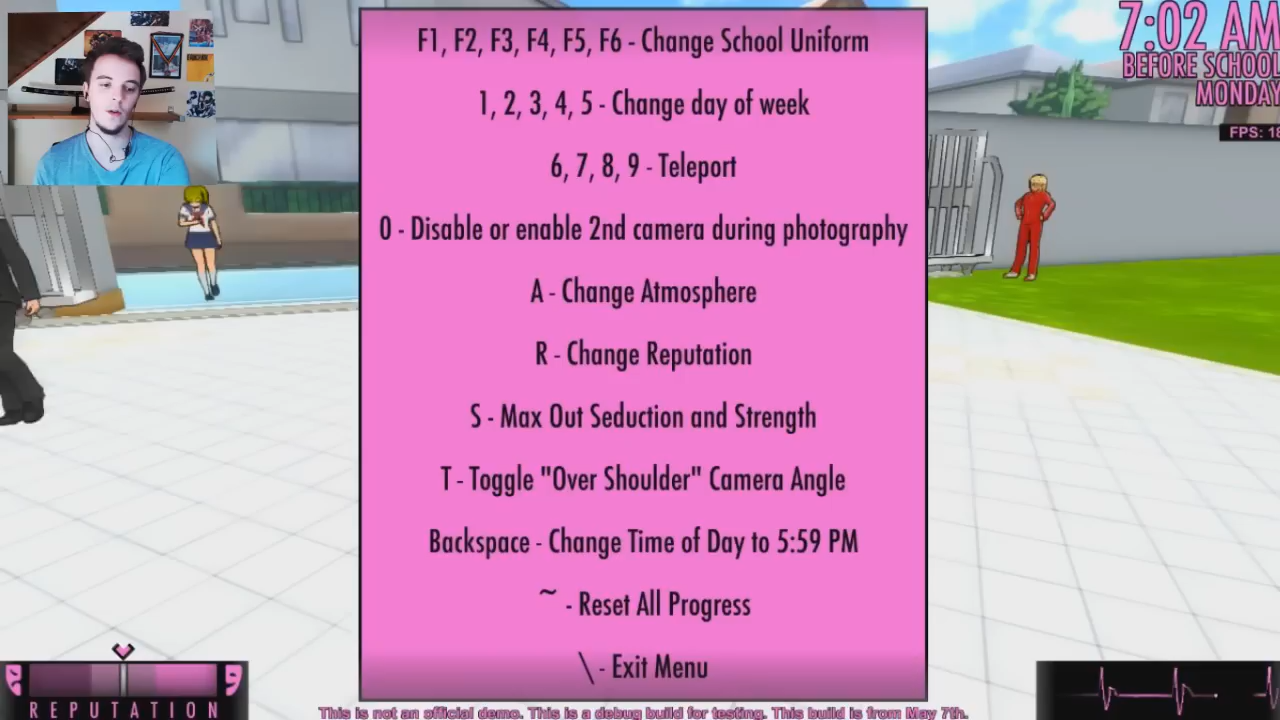 F1, F2, F3, F4, F5, F6 - Change School Uniform
1, 2, 3, 4, 5 - Change day of week
6, 7, 8, 9 - Teleport
0 - Disable or enable 2nd camera during photography
A - Change Atmosphere
R - Change Reputation
S - Max Out Seduction and Strength
T - Toggle "Over Shoulder" Camera Angle
Backspace - Change Time of Day to 5:59 PM
~ - Reset All Progress
\ - Exit Menu
7:02 AM
BEFORE SCHOOL
MONDAY
FPS: 18
REPUTATION
This is not an official demo. This is a debug build for testing. This build is from May 7th.